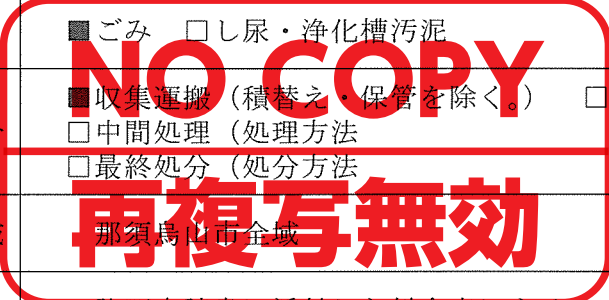 ■ごみ　□し尿・浄化槽汚泥
NO COPY
■収集運搬（積替え・保管を除く。）　□
□中間処理（処理方法
□最終処分（処分方法
再複写無効
那須烏山市全域